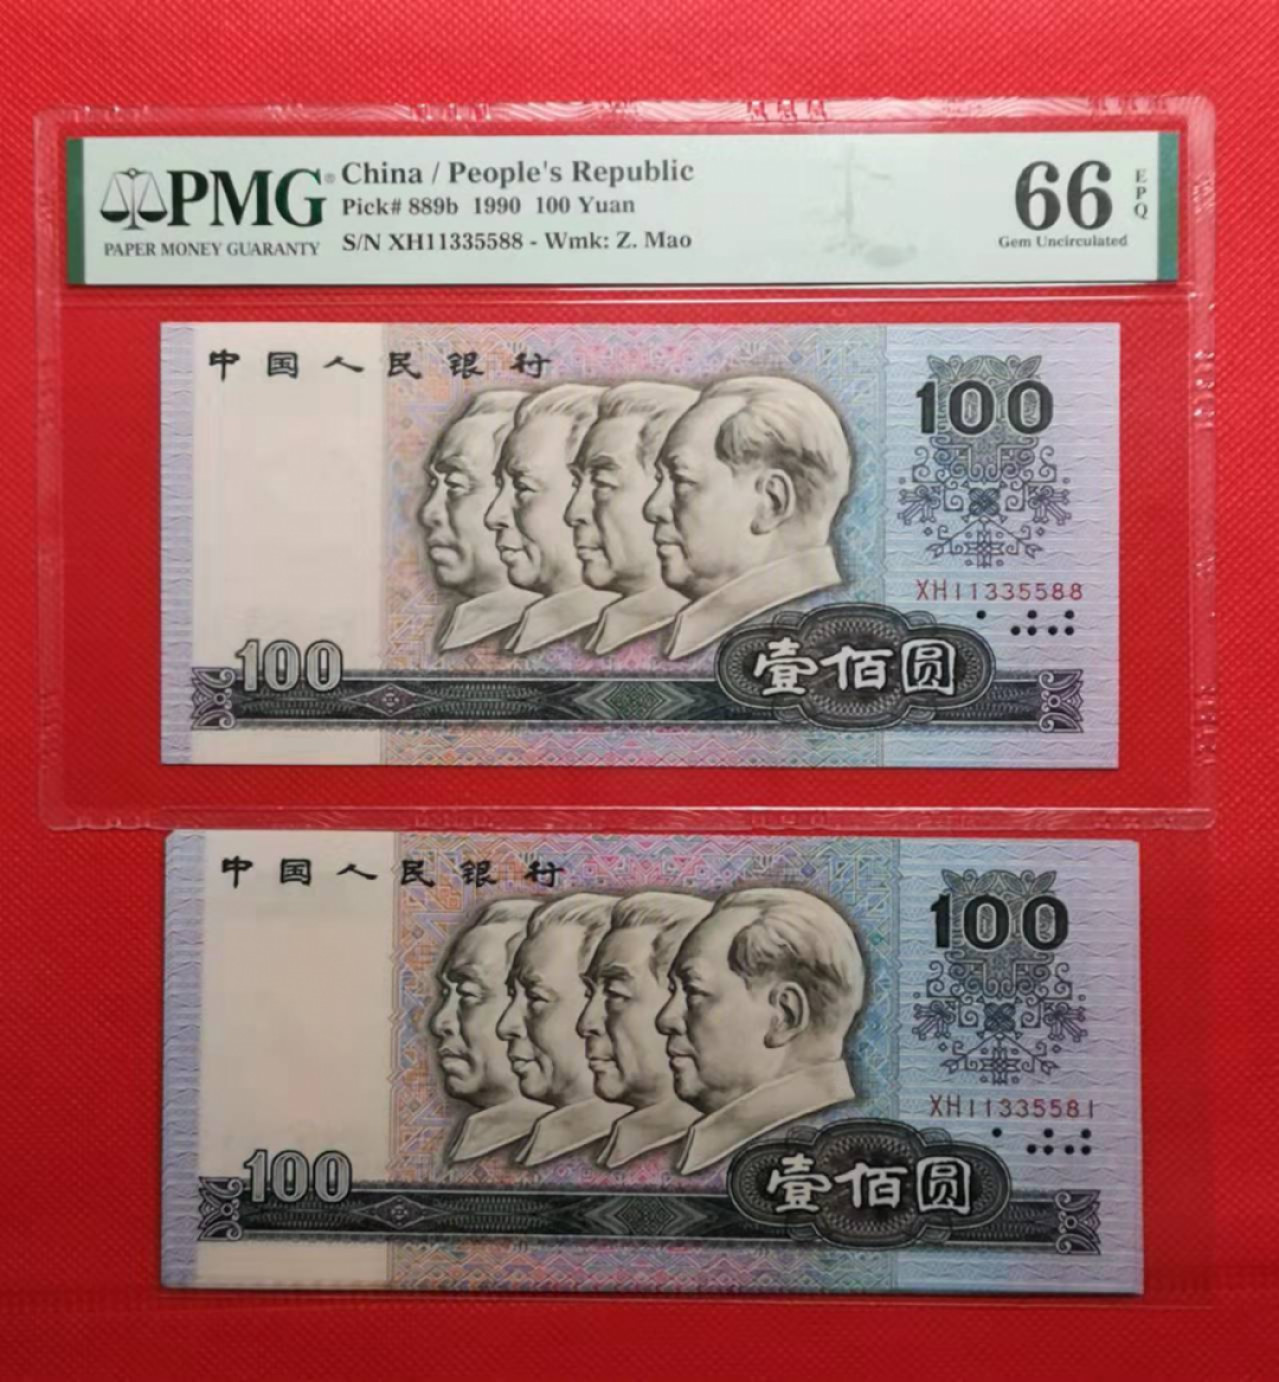 PMG
PAPER MONEY GUARANTY
China / People's Republic
Pick# 889b 1990 100 Yuan
S/N XH11335588 - Wmk: Z. Mao
66 EPQ
Gem Uncirculated
中国人民银行
100
XH11335588
100
壹佰圆
中国人民银行
100
XH11335581
100
壹佰圆